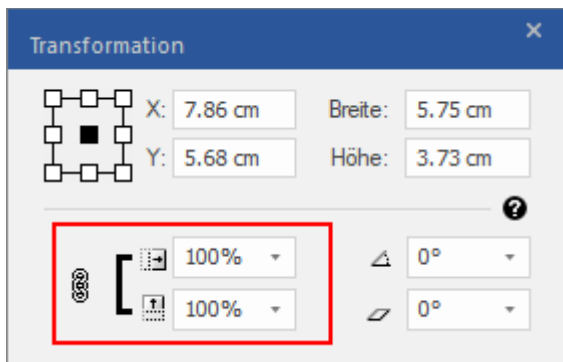 Transformation
X: 7.86 cm Breite: 5.75 cm
Y: 5.68 cm Höhe: 3.73 cm
?
100% 0°
100% 0°